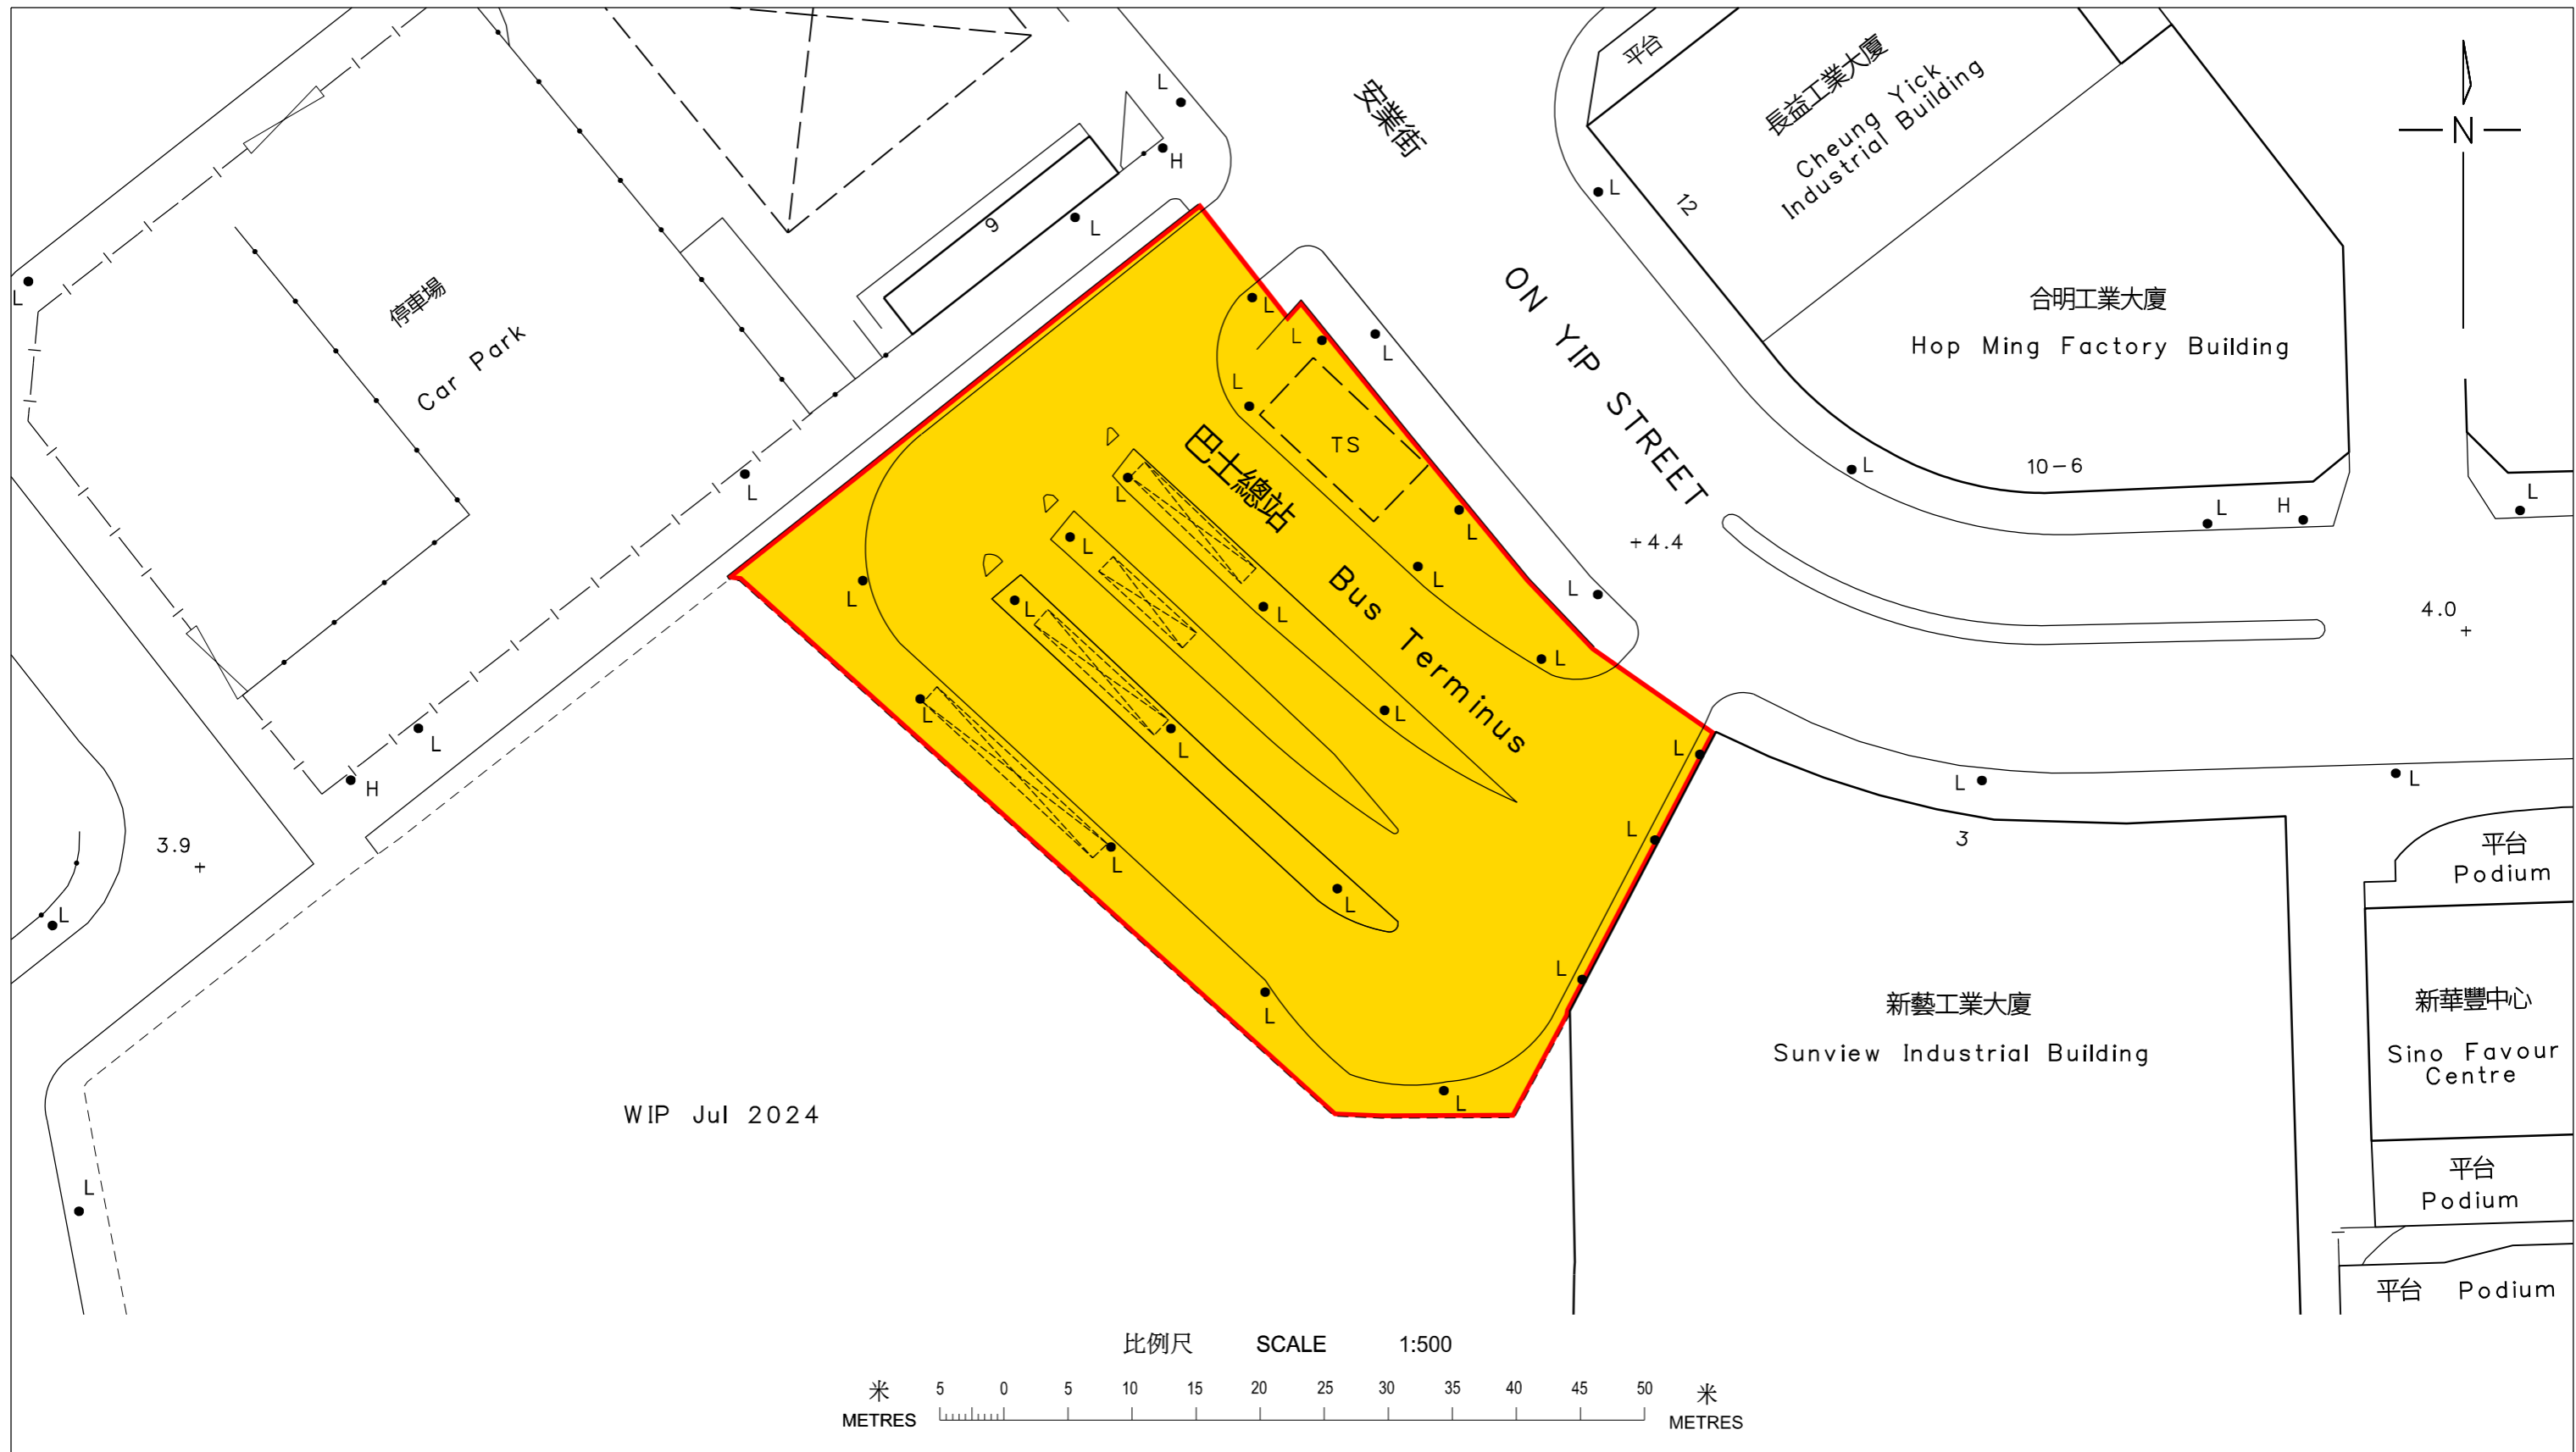 平台
長益工業大廈
Cheung Yick
Industrial Building
安業街
ON YIP STREET
N
L
H
L
L
12
9
停車場
Car Park
L
合明工業大廈
Hop Ming Factory Building
10-6
L
L
L
L
TS
巴士總站
Bus Terminus
L
L
L
L
L
L
H
L
+4.4
4.0
+
L
L
L
L
L
L
L
L
L
L
L
L
L
L
H
L
L
L
3
3.9
+
L
L
L
L
L
L
L
平台
Podium
新藝工業大廈
Sunview Industrial Building
新華豐中心
Sino Favour
Centre
WIP Jul 2024
平台
Podium
平台 Podium
比例尺 SCALE 1:500
米 5 0 5 10 15 20 25 30 35 40 45 50 米
METRES METRES